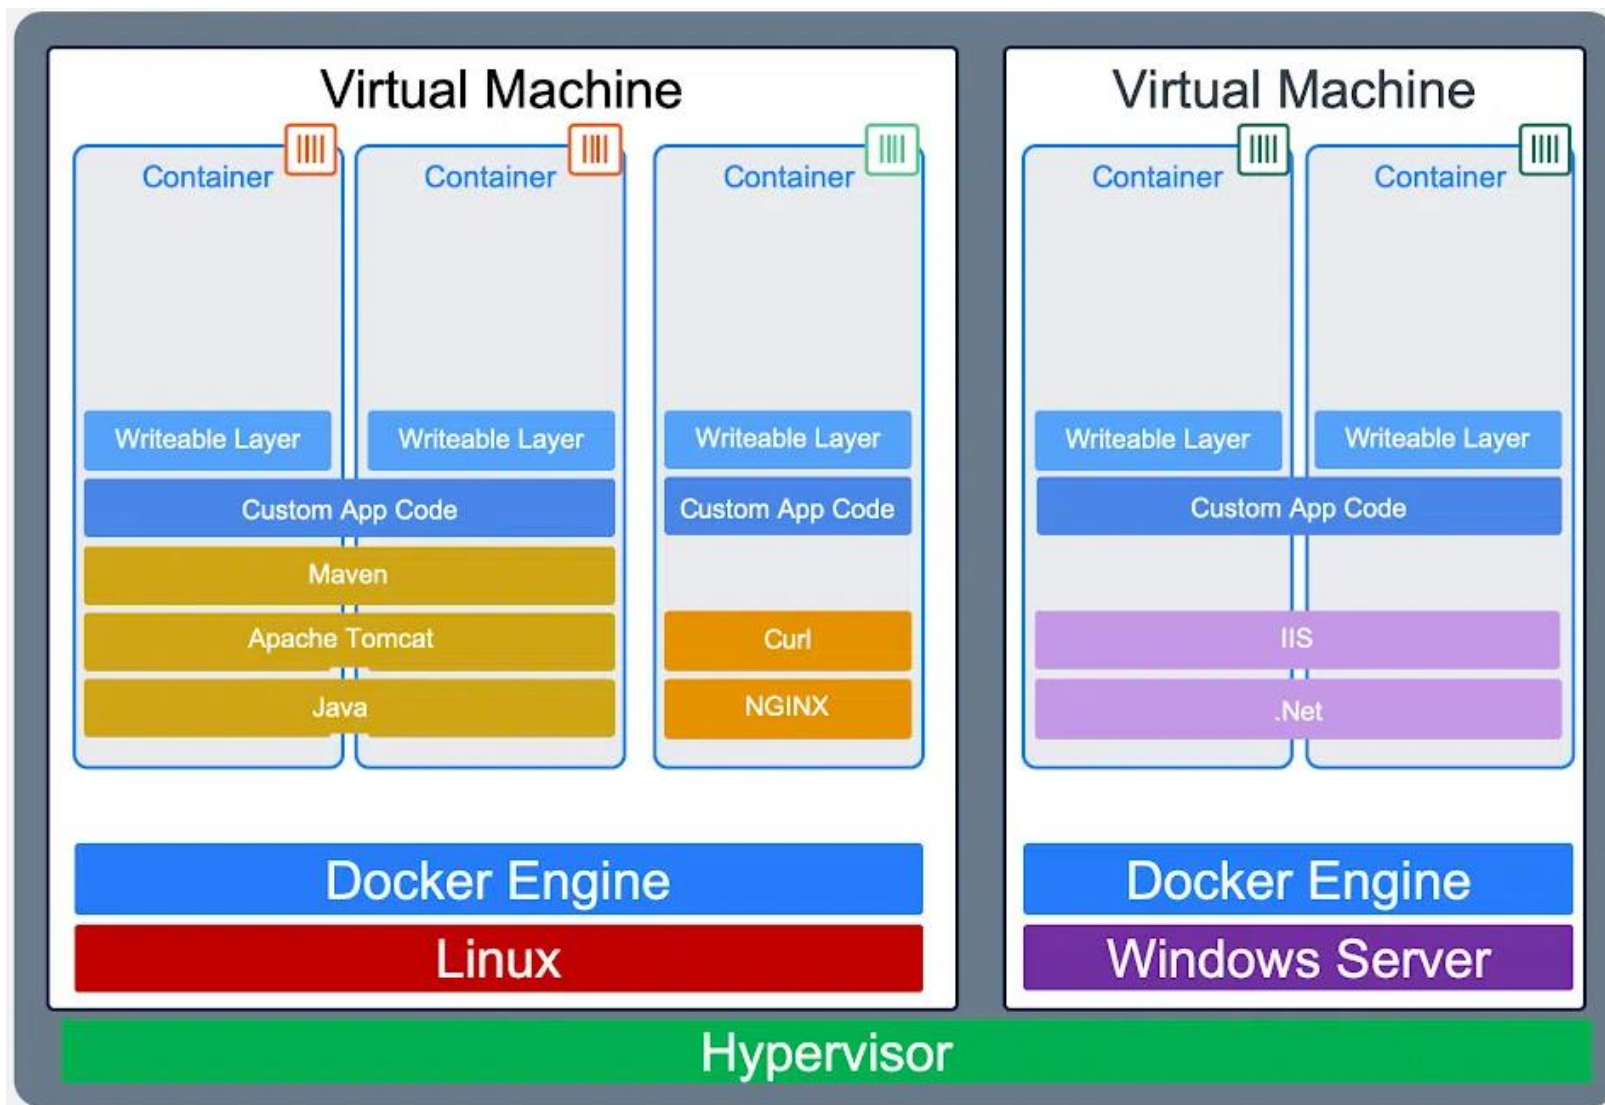 Virtual Machine
Container
Container
Container
Writeable Layer
Writeable Layer
Writeable Layer
Custom App Code
Custom App Code
Maven
Apache Tomcat
Curl
Java
NGINX
Docker Engine
Linux
Virtual Machine
Container
Container
Writeable Layer
Writeable Layer
Custom App Code
IIS
.Net
Docker Engine
Windows Server
Hypervisor